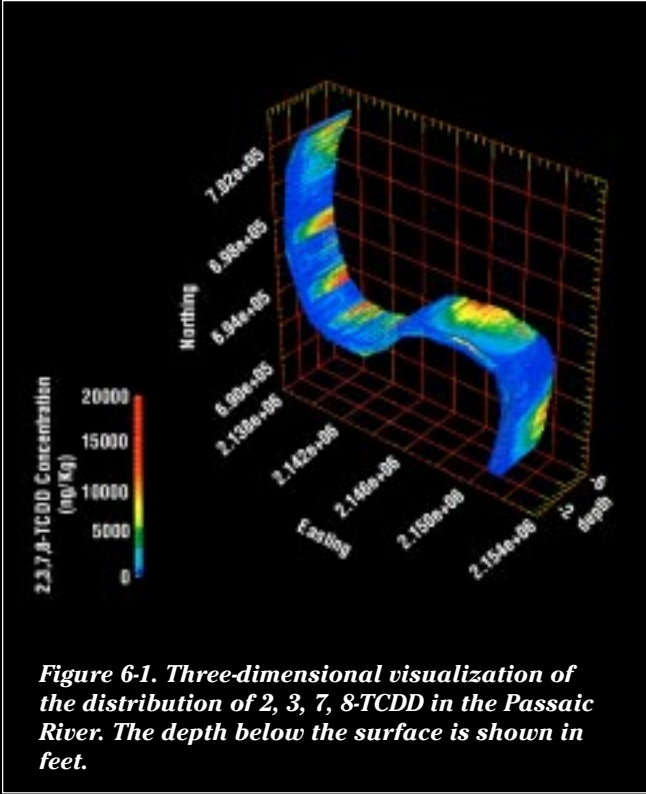 7.02e+05
6.98e+05
6.94e+05
6.90e+05
Northing
2.138e+06
2.142e+06
2.146e+06
2.150e+06
2.154e+06
Easting
depth
2,3,7,8-TCDD Concentration
(ng/Kg)
20000
15000
10000
5000
0
Figure 6-1. Three-dimensional visualization of
the distribution of 2, 3, 7, 8-TCDD in the Passaic
River. The depth below the surface is shown in
feet.